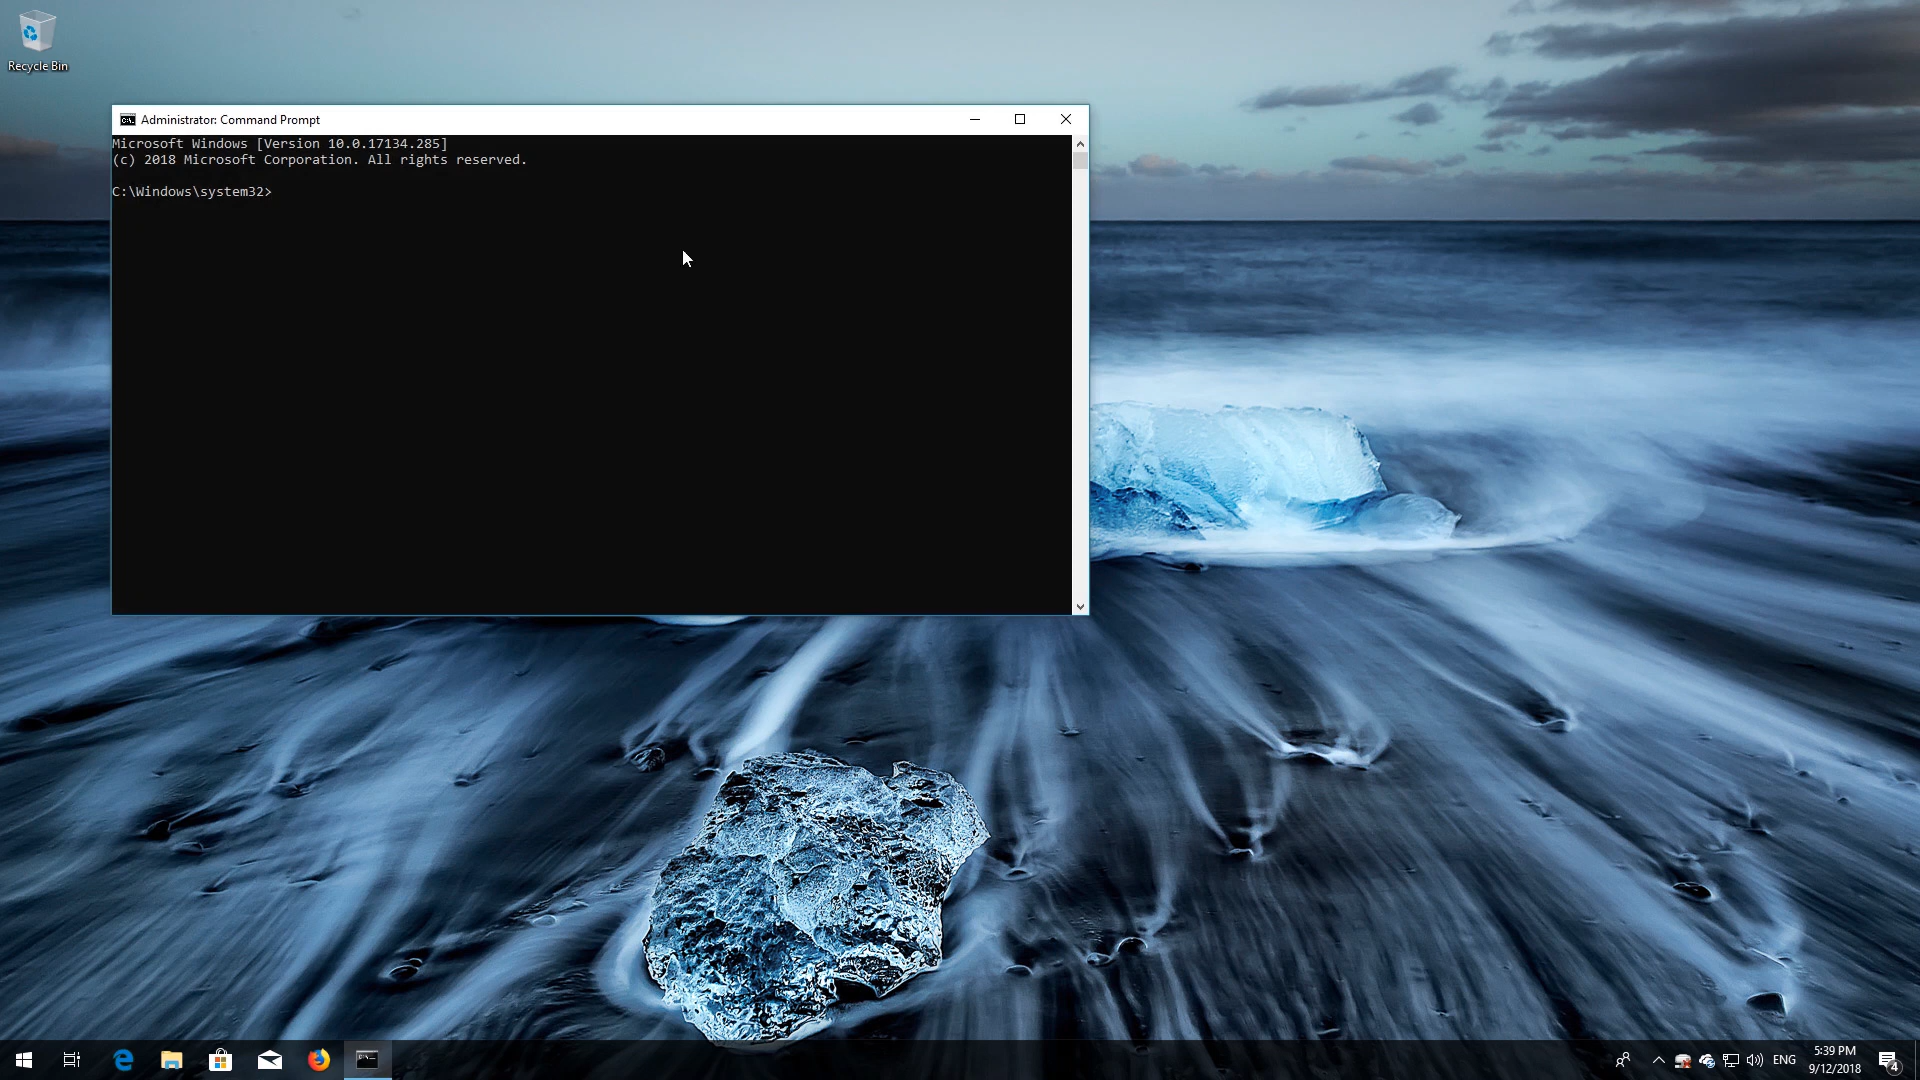 Recycle Bin
Administrator: Command Prompt
Microsoft Windows [Version 10.0.17134.285]
(c) 2018 Microsoft Corporation. All rights reserved.
C:\Windows\system32>
ENG
5:39 PM
9/12/2018
4